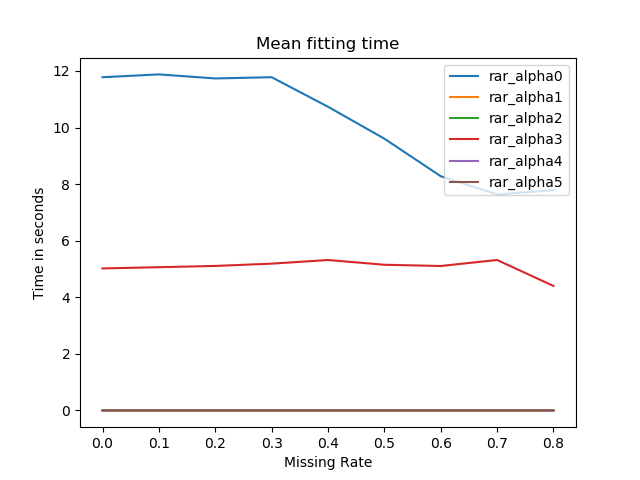 Mean fitting time
rar_alpha0
rar_alpha1
rar_alpha2
rar_alpha3
rar_alpha4
rar_alpha5
Time in seconds
12
10
8
6
4
2
0
0.0 0.1 0.2 0.3 0.4 0.5 0.6 0.7 0.8
Missing Rate